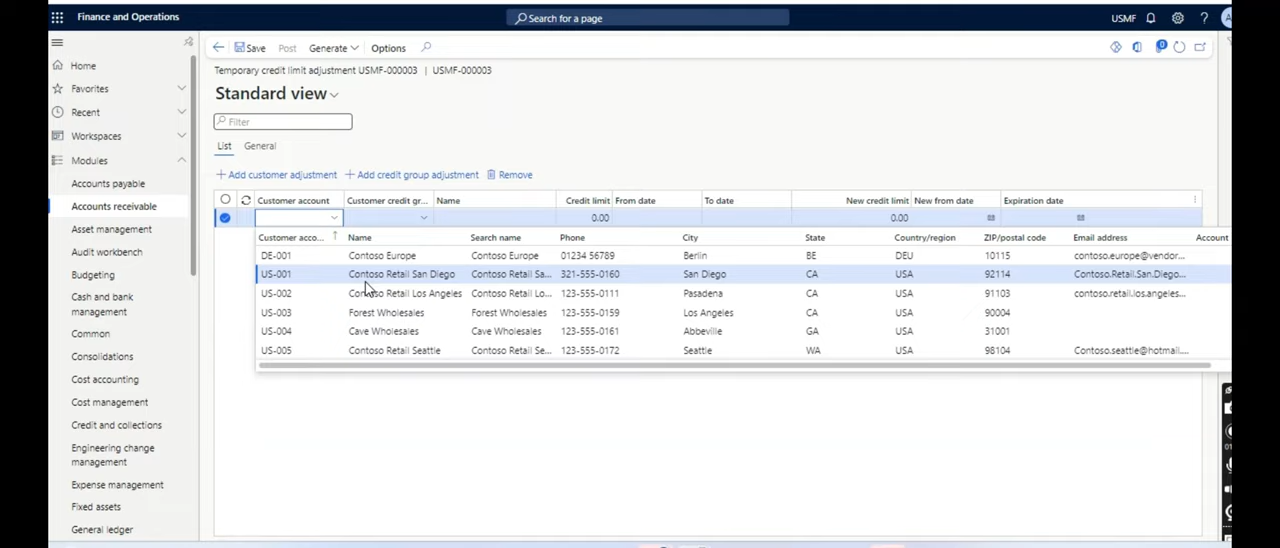 Finance and Operations
Search for a page
USMF
Home
Favorites
Recent
Workspaces
Modules
Accounts payable
Accounts receivable
Asset management
Audit workbench
Budgeting
Cash and bank
management
Common
Consolidations
Cost accounting
Cost management
Credit and collections
Engineering change
management
Expense management
Fixed assets
General ledger
Save Post Generate Options
0
Temporary credit limit adjustment USMF-000003 | USMF-000003
Standard view
Filter
List General
+ Add customer adjustment + Add credit group adjustment Remove
Customer account Customer credit gr... Name Credit limit From date To date New credit limit New from date Expiration date
0.00 0.00
Customer acco... Name Search name Phone City State Country/region ZIP/postal code Email address Account
DE-001 Contoso Europe Contoso Europe 01234 56789 Berlin BE DEU 10115 contoso.europe@vendor...
US-001 Contoso Retail San Diego Contoso Retail Sa... 321-555-0160 San Diego CA USA 92114 Contoso.Retail.San.Diego...
US-002 Contoso Retail Los Angeles Contoso Retail Lo... 123-555-0111 Pasadena CA USA 91103 contoso.retail.los.angeles...
US-003 Forest Wholesales Forest Wholesales 123-555-0159 Los Angeles CA USA 90004
US-004 Cave Wholesales Cave Wholesales 123-555-0161 Abbeville GA USA 31001
US-005 Contoso Retail Seattle Contoso Retail Se... 123-555-0172 Seattle WA USA 98104 Contoso.seattle@hotmail....